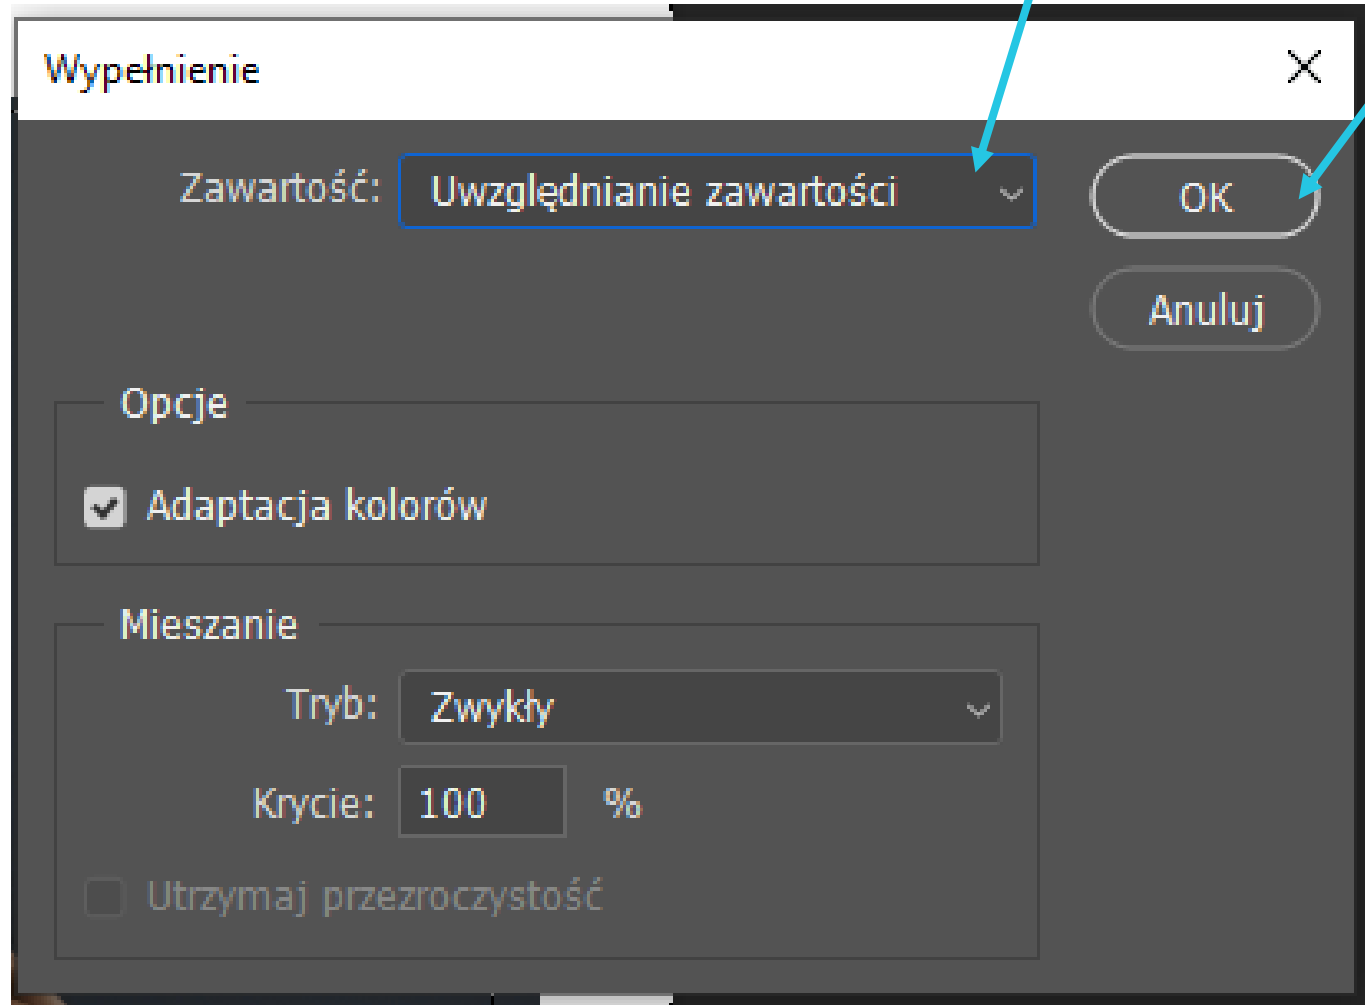 Wypełnienie
Zawartość: Uwzględnianie zawartości
OK
Anuluj
Opcje
Adaptacja kolorów
Mieszanie
Tryb: Zwykły
Krycie: 100 %
Utrzymaj przezroczystość